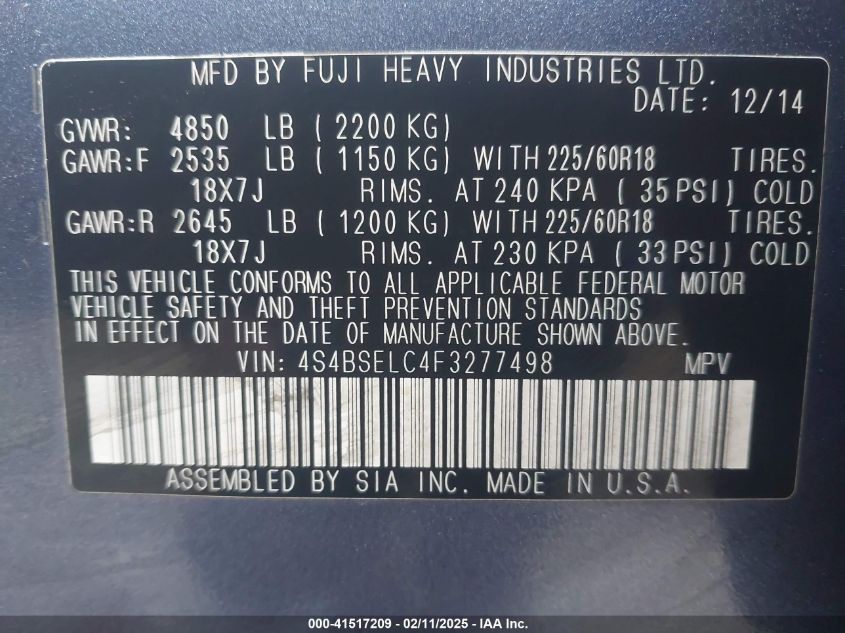 MFD BY FUJI HEAVY INDUSTRIES LTD.
DATE: 12/14
GVWR: 4850 LB ( 2200 KG)
GAWR:F 2535 LB ( 1150 KG) WITH 225/60R18 TIRES.
18X7J RIMS. AT 240 KPA ( 35 PSI) COLD
GAWR:R 2645 LB ( 1200 KG) WITH 225/60R18 TIRES.
18X7J RIMS. AT 230 KPA ( 33 PSI) COLD
THIS VEHICLE CONFORMS TO ALL APPLICABLE FEDERAL MOTOR
VEHICLE SAFETY AND THEFT PREVENTION STANDARDS
IN EFFECT ON THE DATE OF MANUFACTURE SHOWN ABOVE.
VIN: 4S4BSELC4F3277498 MPV
ASSEMBLED BY SIA INC. MADE IN U.S.A.
000-41517209 - 02/11/2025 - IAA Inc.